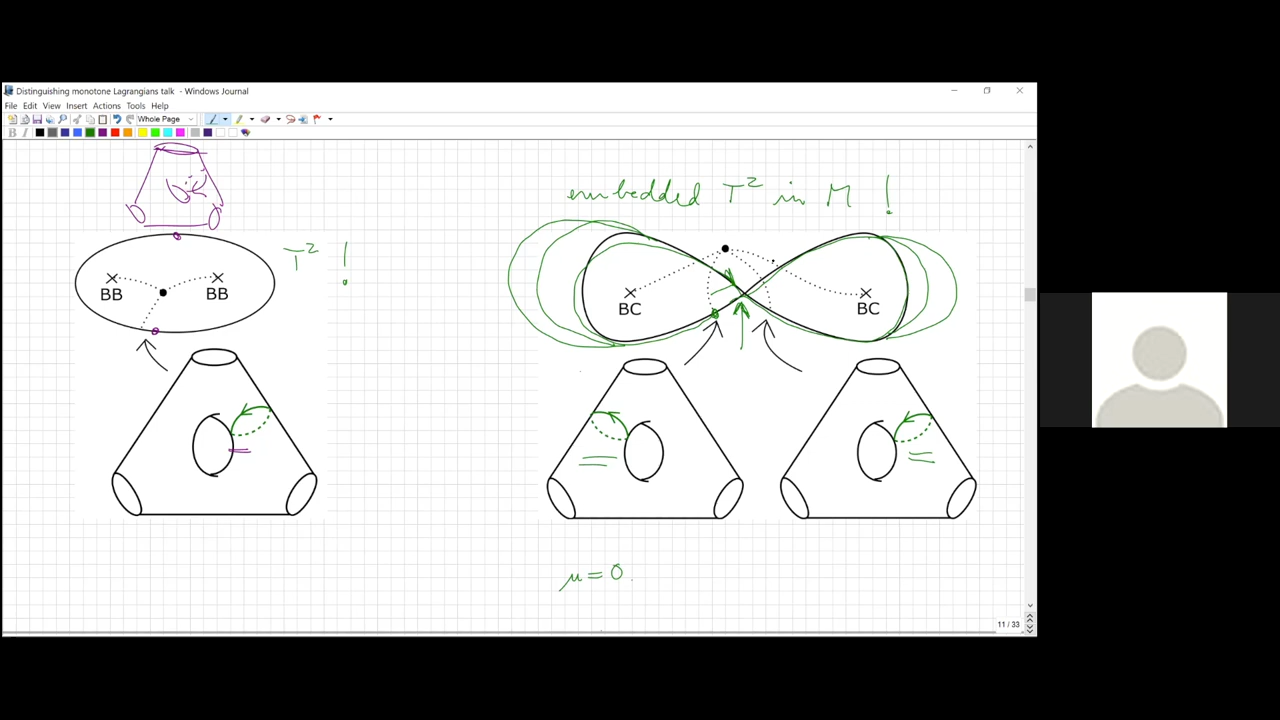 Distinguishing monotone Lagrangians talk - Windows Journal
File Edit View Insert Actions Tools Help
Whole Page
B i
embedded T² in M !
T² !
BB BB
BC BC
μ = 0.
11 / 33